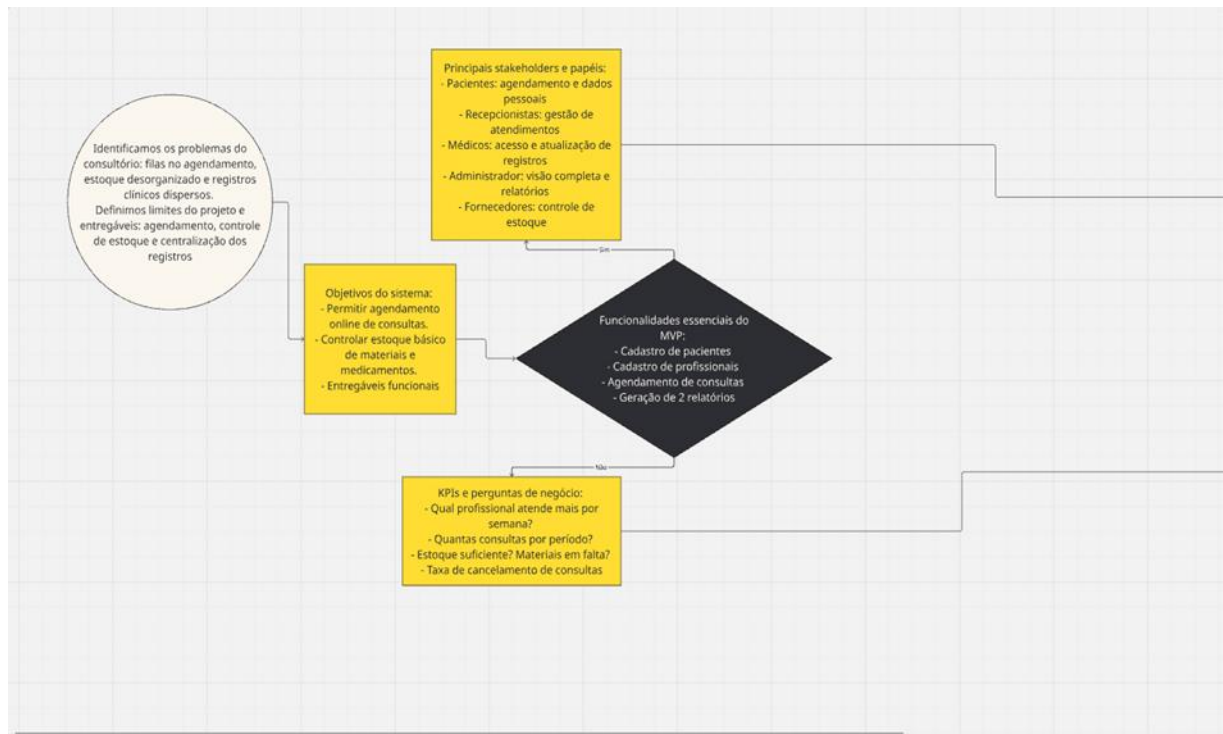 Identificamos os problemas do
consultório: filas no agendamento,
estoque desorganizado e registros
clínicos dispersos.
Definimos limites do projeto e
entregáveis: agendamento, controle
de estoque e centralização dos
registros
Principais stakeholders e papéis:
- Pacientes: agendamento e dados
pessoais
- Recepcionistas: gestão de
atendimentos
- Médicos: acesso e atualização de
registros
- Administrador: visão completa e
relatórios
- Fornecedores: controle de
estoque
Sim
Objetivos do sistema:
- Permitir agendamento
online de consultas.
- Controlar estoque básico
de materiais e
medicamentos.
- Entregáveis funcionais
Funcionalidades essenciais do
MVP:
- Cadastro de pacientes
- Cadastro de profissionais
- Agendamento de consultas
- Geração de 2 relatórios
Não
KPIs e perguntas de negócio:
- Qual profissional atende mais por
semana?
- Quantas consultas por período?
- Estoque suficiente? Materiais em falta?
- Taxa de cancelamento de consultas